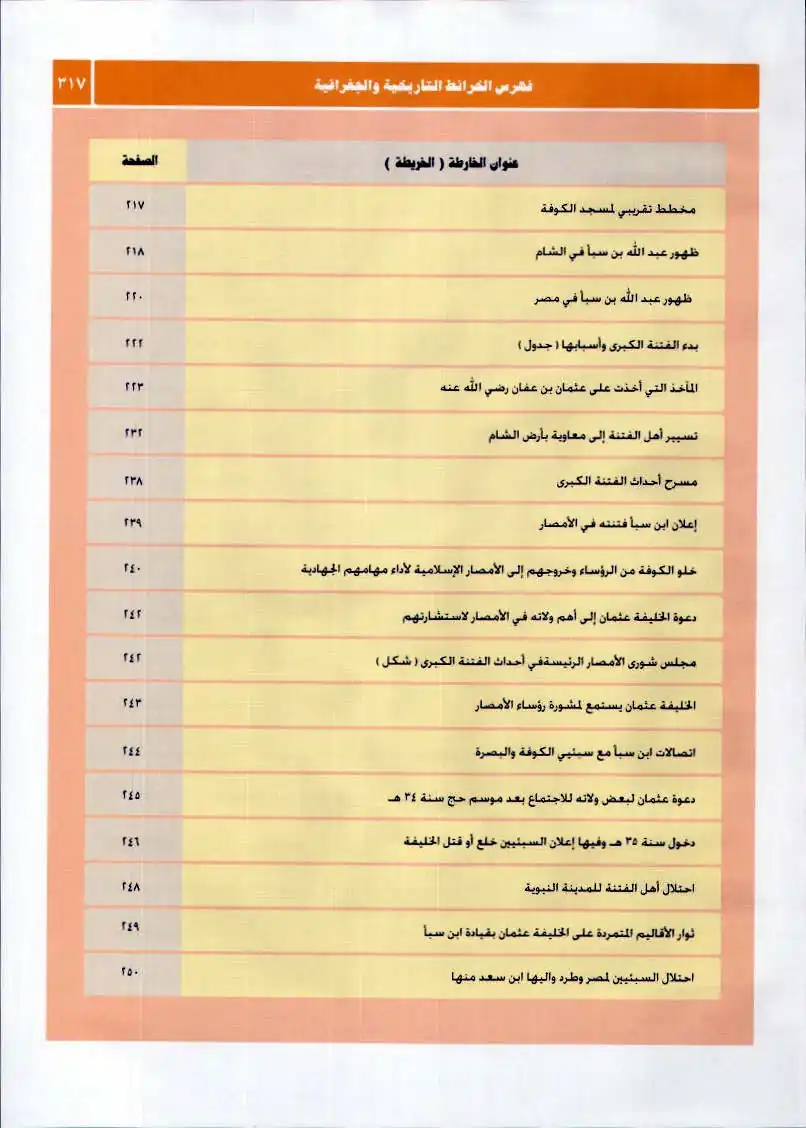 فهرس الخرائط التاريخية والجغرافية ٣١٧
عنوان الخارطة ( الخريطة ) الصفحة
مخطط تقريبي لمسجد الكوفة ٢١٧
ظهور عبد الله بن سبأ في الشام ٢١٨
ظهور عبد الله بن سبأ في مصر ٢٢٠
بدء الفتنة الكبرى وأسبابها ( جدول ) ٢٢٢
المآخذ التي أخذت على عثمان بن عفان رضي الله عنه ٢٢٣
تسيير أهل الفتنة إلى معاوية بأرض الشام ٢٣٢
مسرح أحداث الفتنة الكبرى ٢٣٨
إعلان ابن سبأ فتنته في الأمصار ٢٣٩
خلو الكوفة من الرؤساء وخروجهم إلى الأمصار الإسلامية لأداء مهامهم الجهادية ٢٤٠
دعوة الخليفة عثمان إلى أهم ولاته في الأمصار لاستشارتهم ٢٤٢
مجلس شورى الأمصار الرئيسةفي أحداث الفتنة الكبرى ( شكل ) ٢٤٢
الخليفة عثمان يستمع لمشورة رؤساء الأمصار ٢٤٣
اتصالات ابن سبأ مع سبئيي الكوفة والبصرة ٢٤٤
دعوة عثمان لبعض ولاته للاجتماع بعد موسم حج سنة ٣٤ هـ ٢٤٥
دخول سنة ٣٥ هـ وفيها إعلان السبئيين خلع أو قتل الخليفة ٢٤٦
احتلال أهل الفتنة للمدينة النبوية ٢٤٨
ثوار الأقاليم المتمردة على الخليفة عثمان بقيادة ابن سبأ ٢٤٩
احتلال السبئيين لمصر وطرد واليها ابن سعد منها ٢٥٠